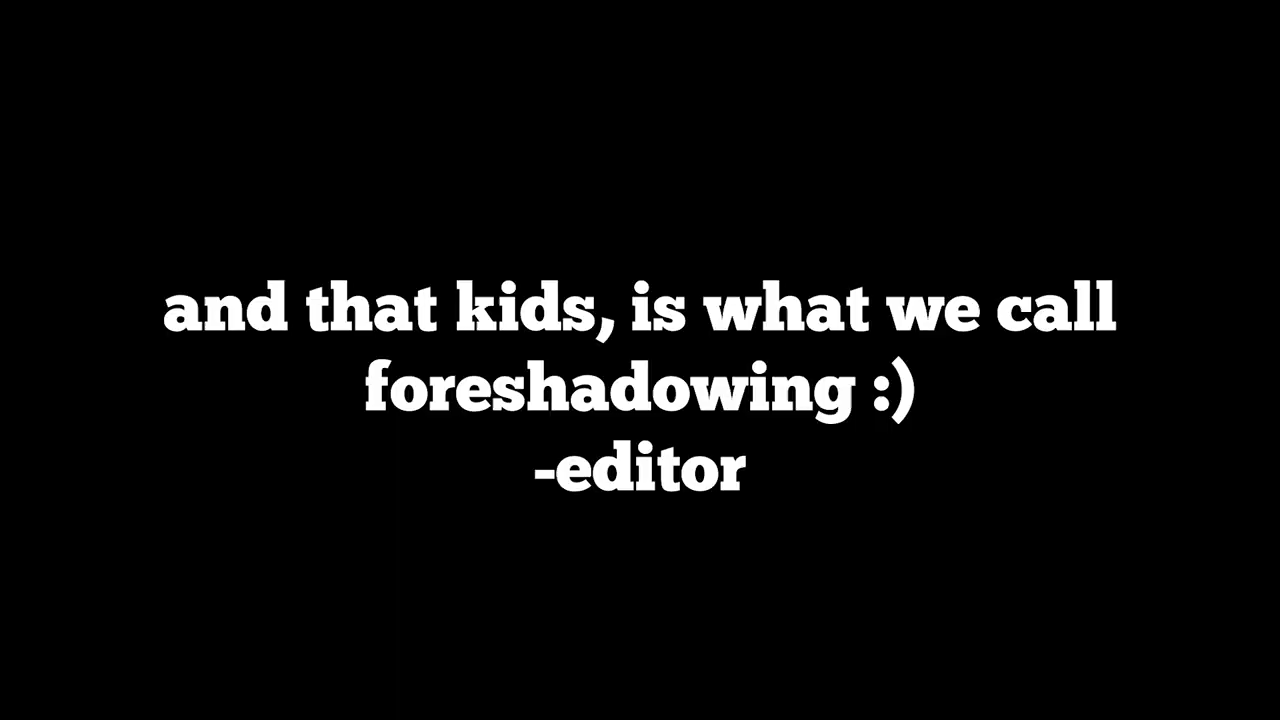 and that kids, is what we call
foreshadowing :)
-editor